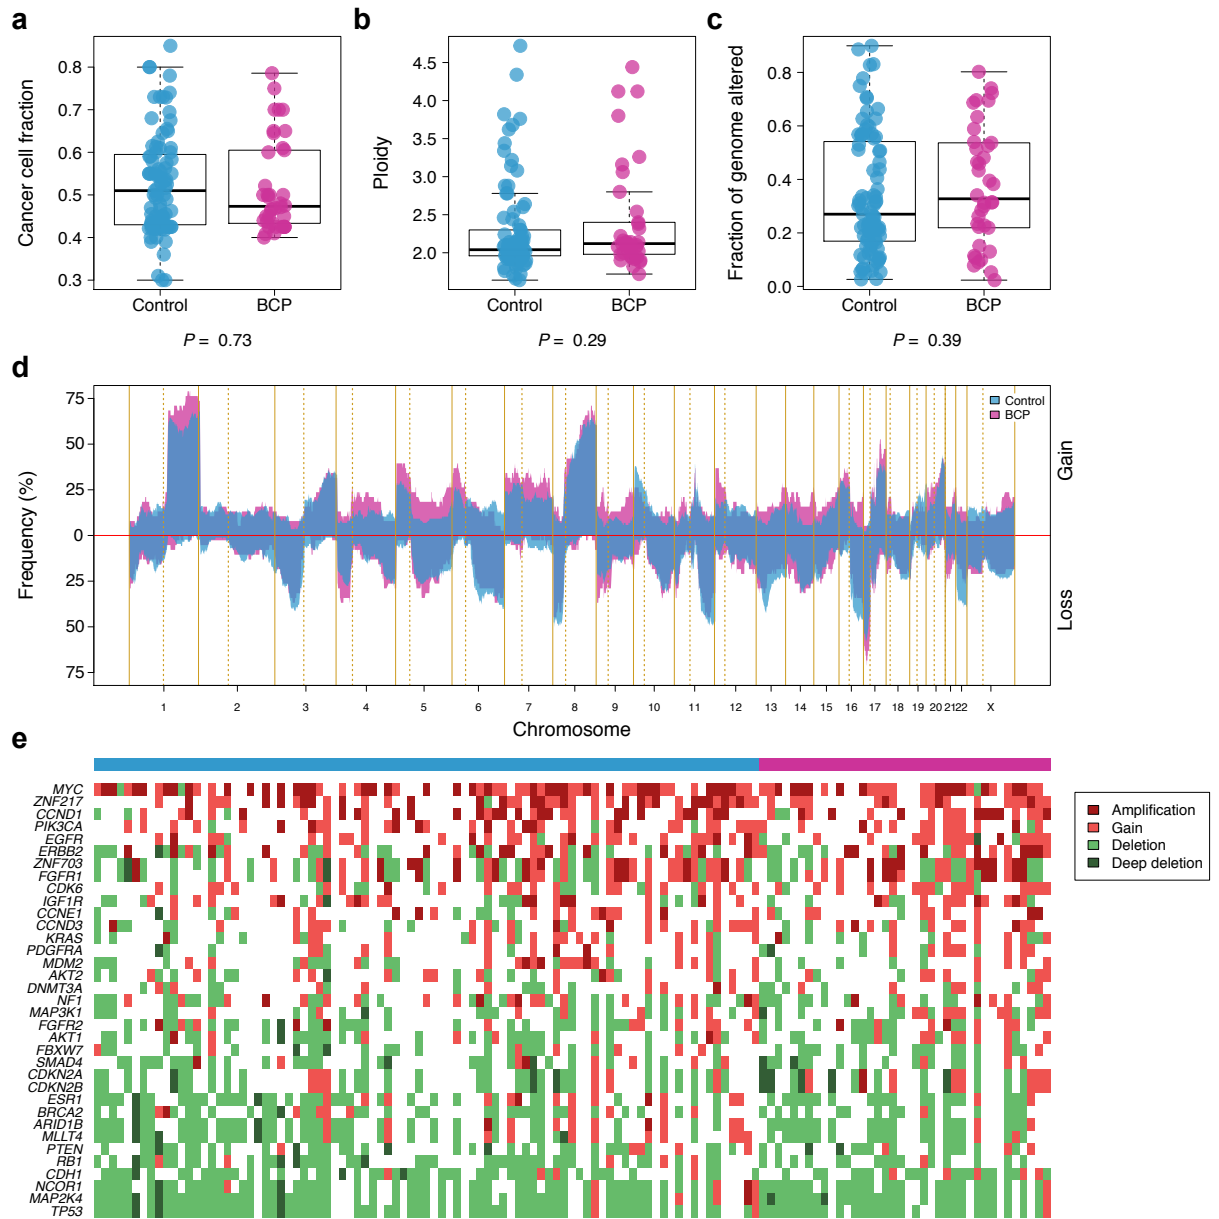 a
b
c
Cancer cell fraction
0.8
0.7
0.6
0.5
0.4
0.3
Control
BCP
P = 0.73
Ploidy
4.5
4.0
3.5
3.0
2.5
2.0
Control
BCP
P = 0.29
Fraction of genome altered
0.8
0.6
0.4
0.2
0.0
Control
BCP
P = 0.39
d
Frequency (%)
75
50
25
0
25
50
75
Control
BCP
Gain
Loss
1 2 3 4 5 6 7 8 9 10 11 12 13 14 15 16 17 18 19 20 21 22 X
Chromosome
e
MYC
ZNF217
CCND1
PIK3CA
EGFR
ERBB2
ZNF703
FGFR1
CDK6
IGF1R
CCNE1
CCND3
KRAS
PDGFRA
MDM2
AKT2
DNMT3A
NF1
MAP3K1
FGFR2
AKT1
FBXW7
SMAD4
CDKN2A
CDKN2B
ESR1
BRCA2
ARID1B
MLLT4
PTEN
RB1
CDH1
NCOR1
MAP2K4
TP53
Amplification
Gain
Deletion
Deep deletion